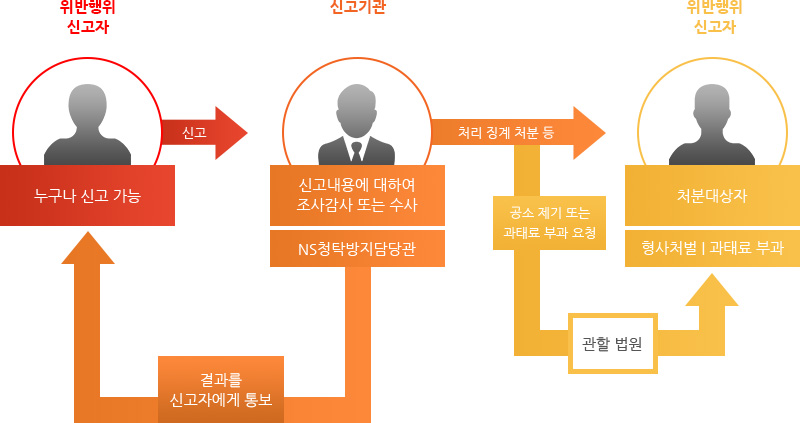 위반행위
신고자
신고기관
위반행위
신고자
신고
처리 징계 처분 등
누구나 신고 가능
신고내용에 대하여
조사감사 또는 수사
NS청탁방지담당관
공소 제기 또는
과태료 부과 요청
처분대상자
형사처벌 | 과태료 부과
관할 법원
결과를
신고자에게 통보